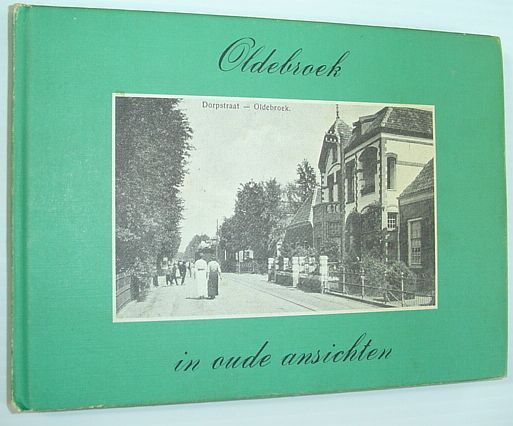 Oldebroek
Dorpstraat — Oldebroek.
in oude ansichten